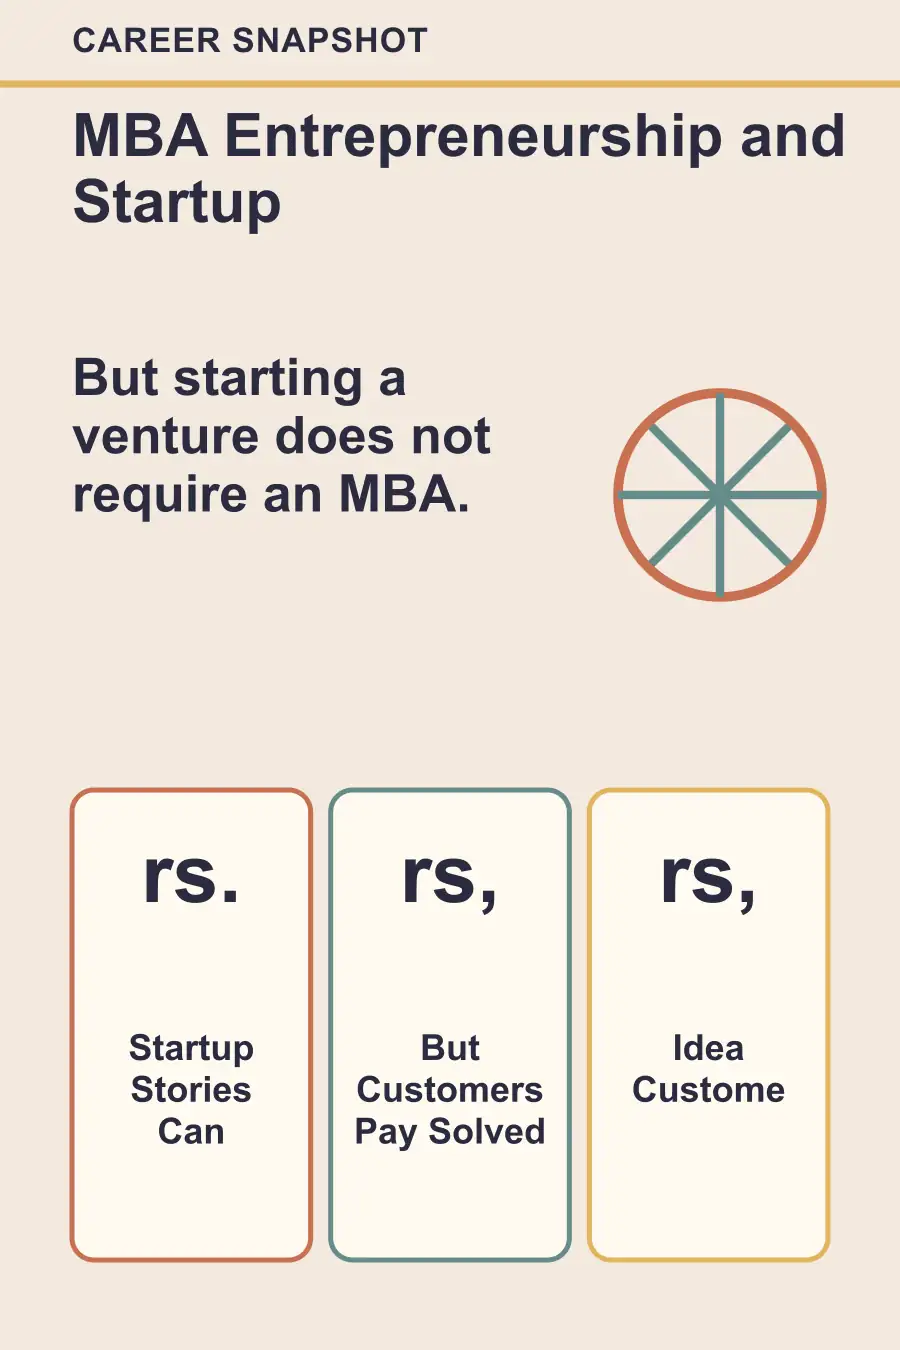 CAREER SNAPSHOT
MBA Entrepreneurship and
Startup
But starting a
venture does not
require an MBA.
rs.
Startup
Stories
Can
rs,
But
Customers
Pay Solved
rs,
Idea
Custome